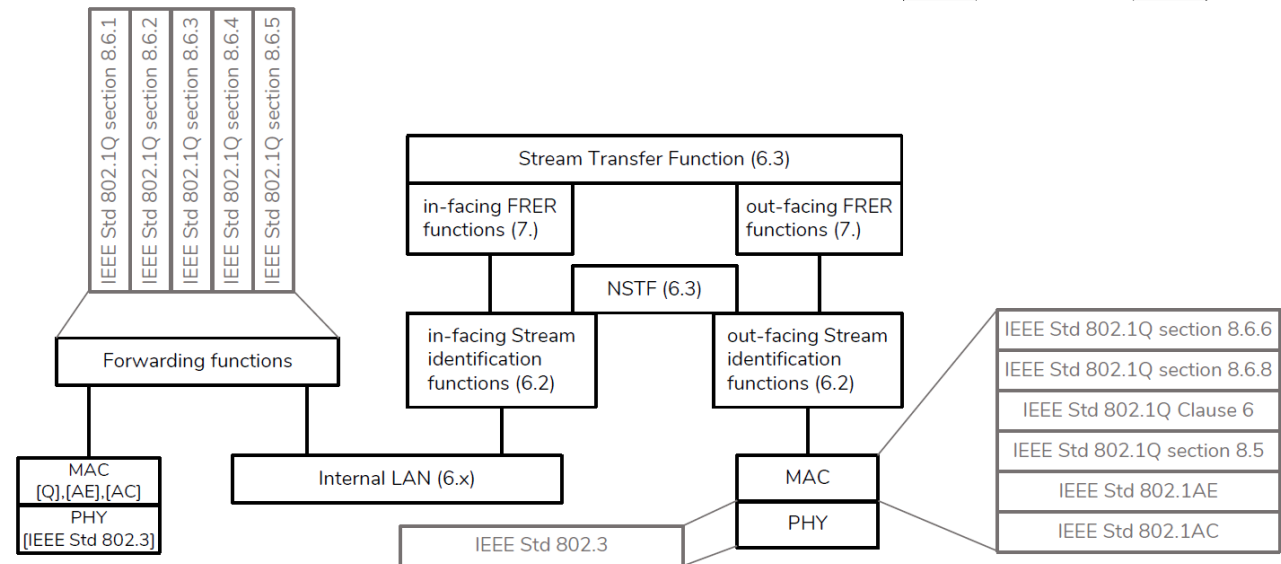 IEEE Std 802.1Q section 8.6.1
IEEE Std 802.1Q section 8.6.2
IEEE Std 802.1Q section 8.6.3
IEEE Std 802.1Q section 8.6.4
IEEE Std 802.1Q section 8.6.5
Stream Transfer Function (6.3)
in-facing FRER
functions (7.)
out-facing FRER
functions (7.)
NSTF (6.3)
in-facing Stream
identification
functions (6.2)
out-facing Stream
identification
functions (6.2)
Forwarding functions
MAC
[Q],[AE],[AC]
PHY
[IEEE Std 802.3]
Internal LAN (6.x)
MAC
PHY
IEEE Std 802.3
IEEE Std 802.1Q section 8.6.6
IEEE Std 802.1Q section 8.6.8
IEEE Std 802.1Q Clause 6
IEEE Std 802.1Q section 8.5
IEEE Std 802.1AE
IEEE Std 802.1AC